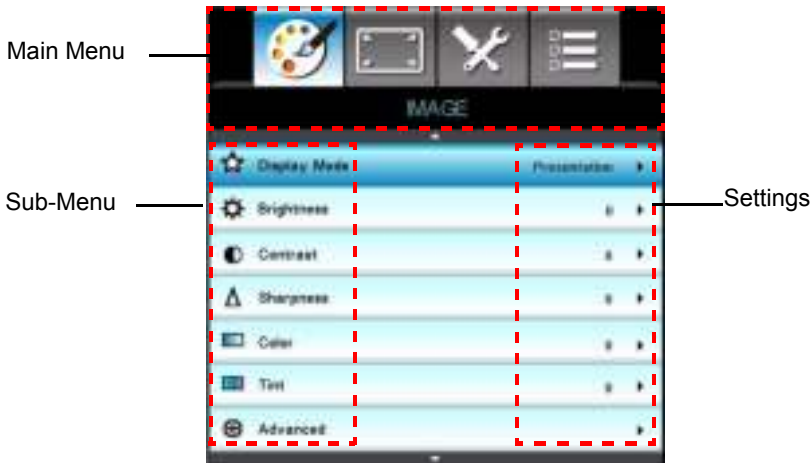 Main Menu
IMAGE
Display Mode Presentation
Sub-Menu
Settings
Brightness
Contrast
Sharpness
Color
Tint
Advanced